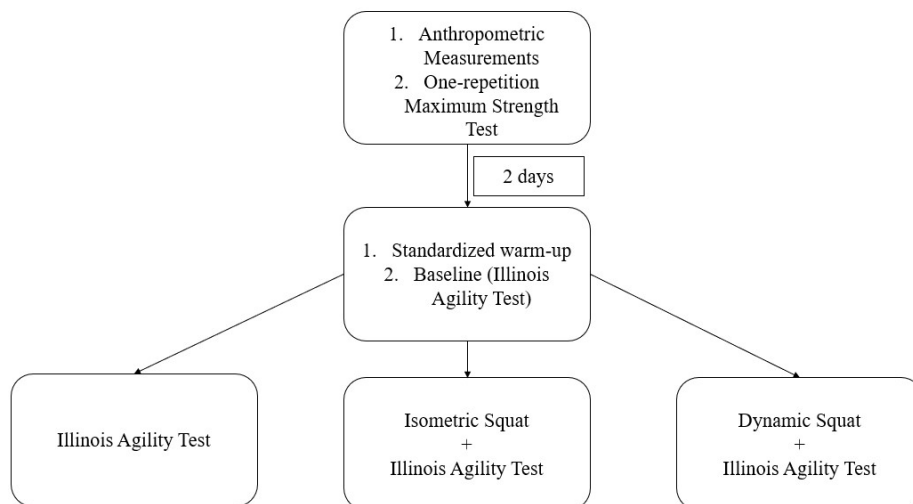 1. Anthropometric
Measurements
2. One-repetition
Maximum Strength
Test
2 days
1. Standardized warm-up
2. Baseline (Illinois
Agility Test)
Illinois Agility Test
Isometric Squat
+
Illinois Agility Test
Dynamic Squat
+
Illinois Agility Test